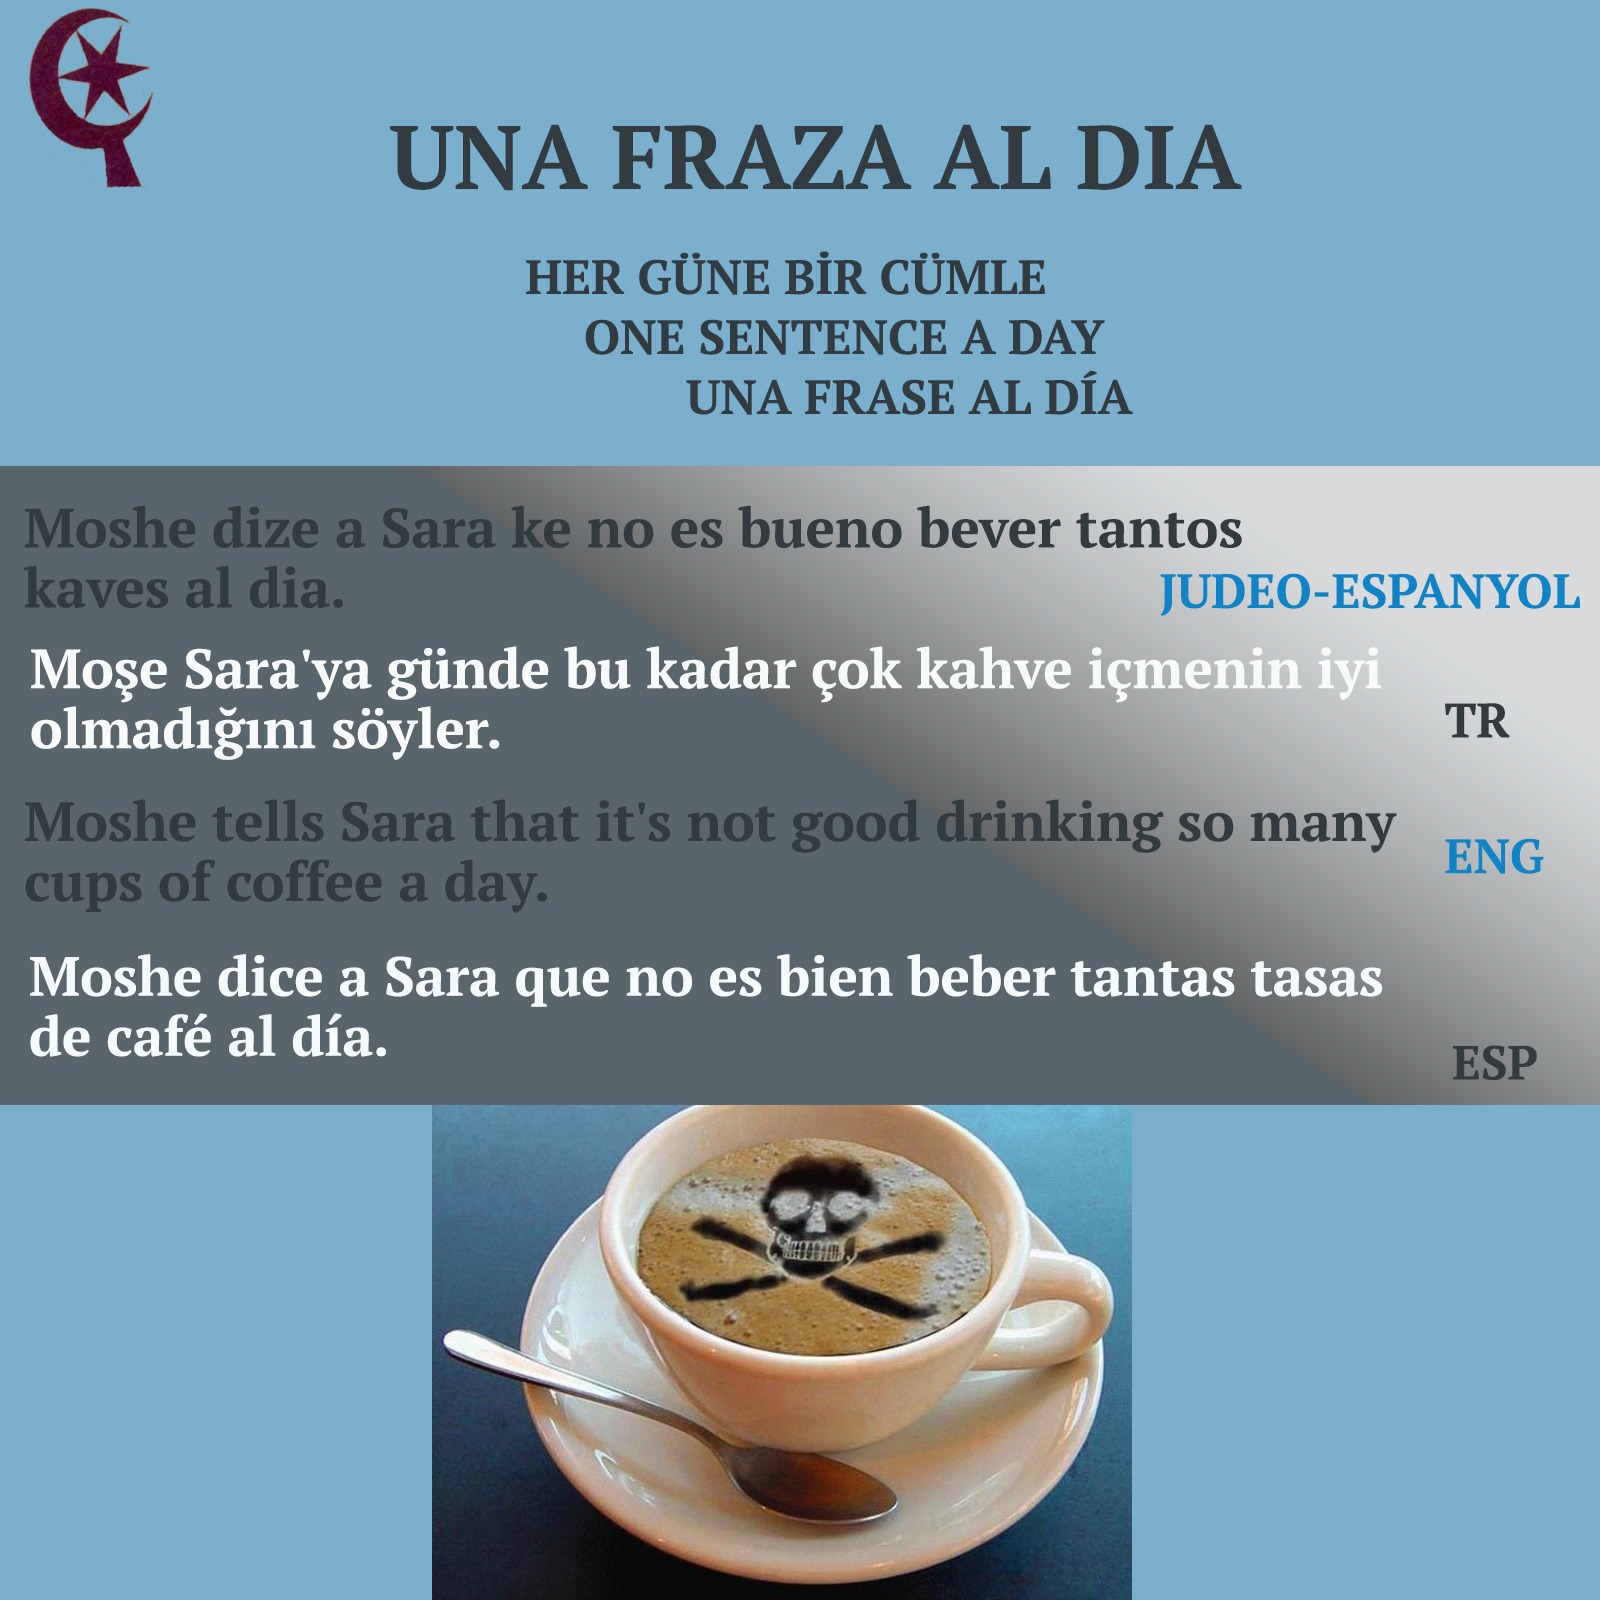 UNA FRAZA AL DIA
HER GÜNE BİR CÜMLE
ONE SENTENCE A DAY
UNA FRASE AL DÍA
Moshe dize a Sara ke no es bueno bever tantos
kaves al dia.
JUDEO-ESPANYOL
Moşe Sara'ya günde bu kadar çok kahve içmenin iyi
olmadığını söyler.
TR
Moshe tells Sara that it's not good drinking so many
cups of coffee a day.
ENG
Moshe dice a Sara que no es bien beber tantas tasas
de café al día.
ESP